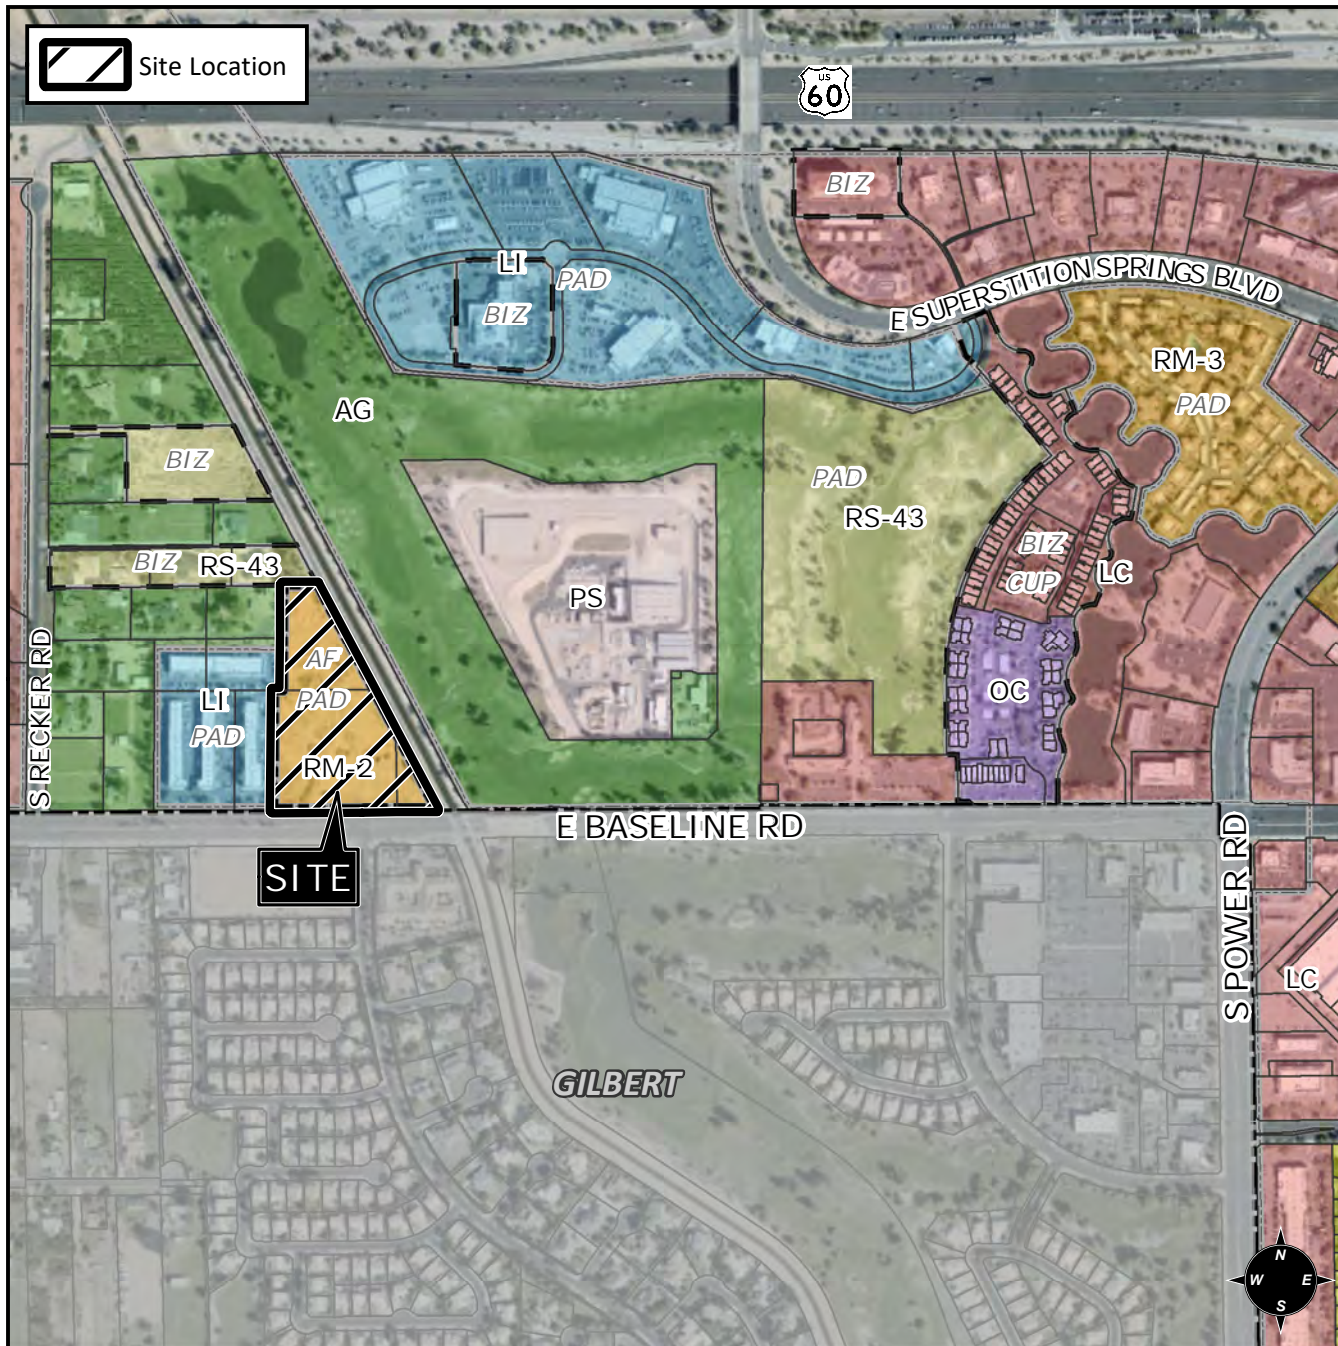 Site Location
US
60
BIZ
LI
PAD
BIZ
E SUPERSTITION SPRINGS BLVD
RM-3
PAD
AG
BIZ
PAD
RS-43
BIZ
CUP
LC
BIZ
RS-43
PS
AF
PAD
OC
LI
PAD
RM-2
S RECKER RD
E BASELINE RD
SITE
S POWER RD
LC
GILBERT
N
W
E
S